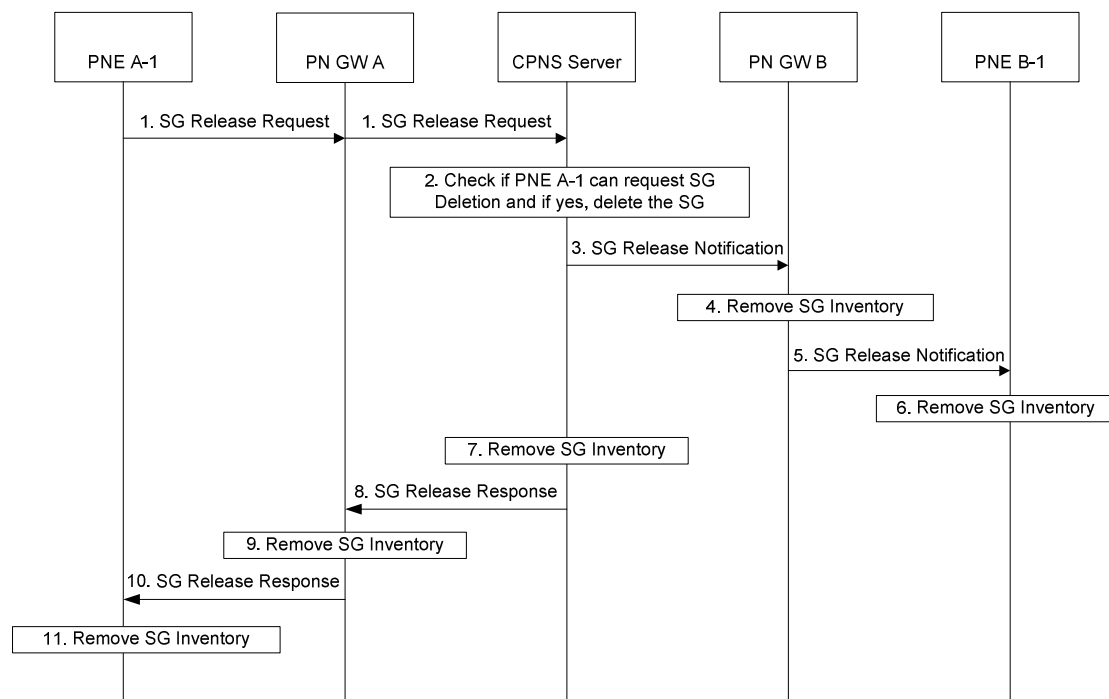 PNE A-1
PN GW A
CPNS Server
PN GW B
PNE B-1
1. SG Release Request
1. SG Release Request
2. Check if PNE A-1 can request SG
Deletion and if yes, delete the SG
3. SG Release Notification
4. Remove SG Inventory
5. SG Release Notification
6. Remove SG Inventory
7. Remove SG Inventory
8. SG Release Response
9. Remove SG Inventory
10. SG Release Response
11. Remove SG Inventory